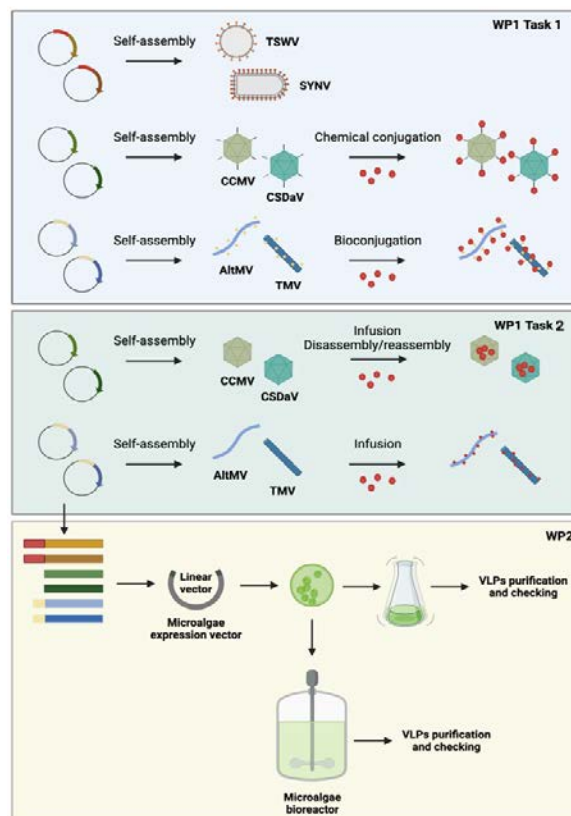 WP1 Task 1
Self-assembly
TSWV
SYNV
Self-assembly
Chemical conjugation
CCMV
CSDaV
Self-assembly
Bioconjugation
AltMV
TMV
WP1 Task 2
Self-assembly
Infusion
Disassembly/reassembly
CCMV
CSDaV
Self-assembly
Infusion
AltMV
TMV
WP2
Linear
vector
Microalgae
expression vector
VLPs purification
and checking
VLPs purification
and checking
Microalgae
bioreactor